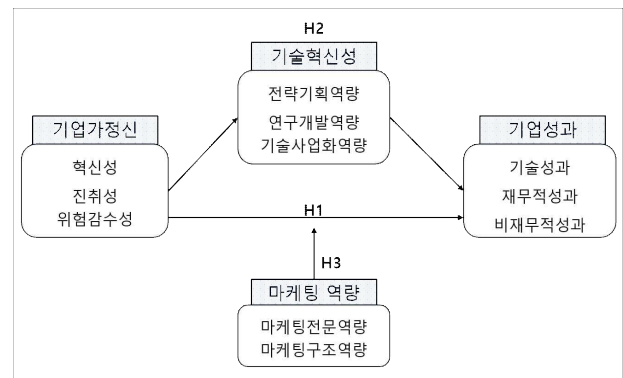 H2
기술혁신성
전략기획역량
연구개발역량
기술사업화역량
기업가정신
혁신성
진취성
위험감수성
기업성과
기술성과
재무적성과
비재무적성과
H1
H3
마케팅 역량
마케팅전문역량
마케팅구조역량